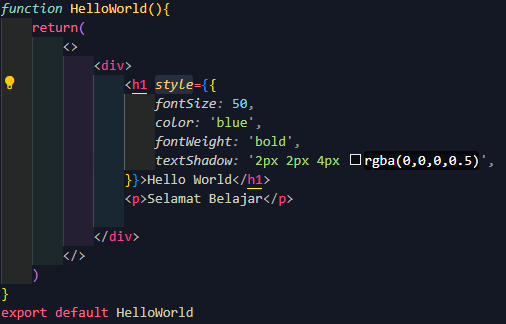 function HelloWorld(){
    return(
        <>
            <div>
                <h1 style={{
                    fontSize: 50,
                    color: 'blue',
                    fontWeight: 'bold',
                    textShadow: '2px 2px 4px rgba(0,0,0,0.5)',
                }}>Hello World</h1>
                <p>Selamat Belajar</p>

            </div>
        </>
    )
}
export default HelloWorld